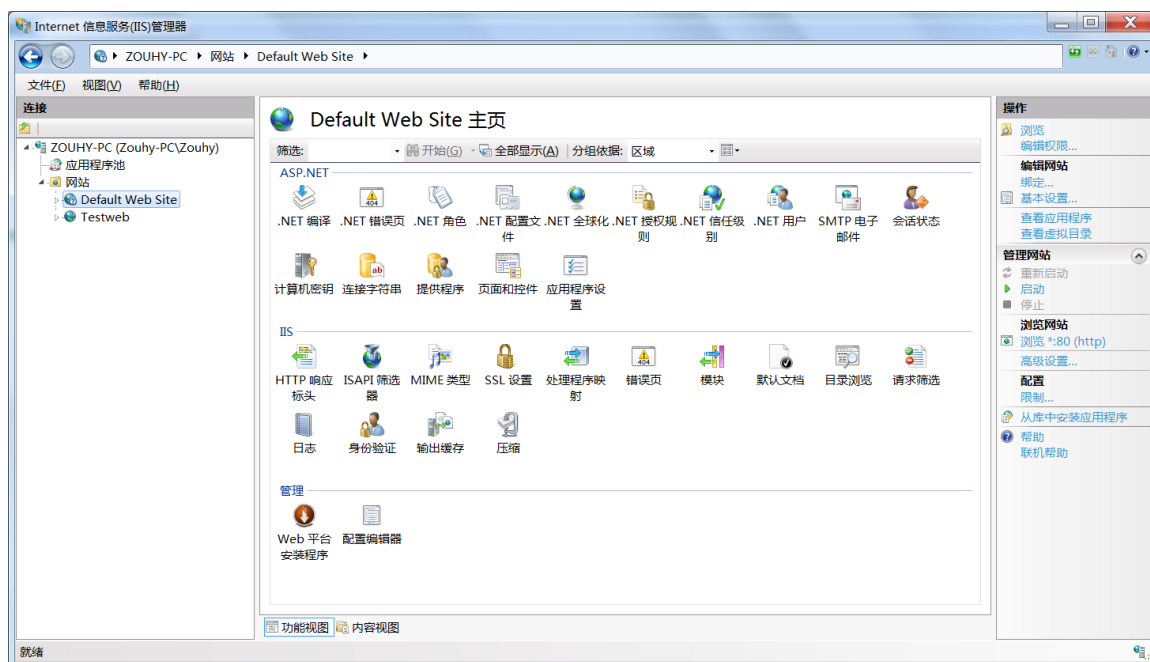 Internet 信息服务(IIS)管理器
ZOUHY-PC 网站 Default Web Site
文件(F) 视图(V) 帮助(H)
连接
ZOUHY-PC (Zouhy-PC\Zouhy)
应用程序池
网站
Default Web Site
Testweb
Default Web Site 主页
筛选: 开始(G) 全部显示(A) 分组依据: 区域
ASP.NET
.NET 编译 .NET 错误页 .NET 角色 .NET 配置文件 .NET 全球化 .NET 授权规则 .NET 信任级别 .NET 用户 SMTP 电子邮件 会话状态
计算机密钥 连接字符串 提供程序 页面和控件 应用程序设置
IIS
HTTP 响应标头 ISAPI 筛选器 MIME 类型 SSL 设置 处理程序映射 错误页 模块 默认文档 目录浏览 请求筛选
日志 身份验证 输出缓存 压缩
管理
Web 平台安装程序 配置编辑器
功能视图 内容视图
操作
浏览
编辑权限...
编辑网站
绑定...
基本设置...
查看应用程序
查看虚拟目录
管理网站
重新启动
启动
停止
浏览网站
浏览 *:80 (http)
高级设置...
配置
限制...
从库中安装应用程序
帮助
联机帮助
就绪